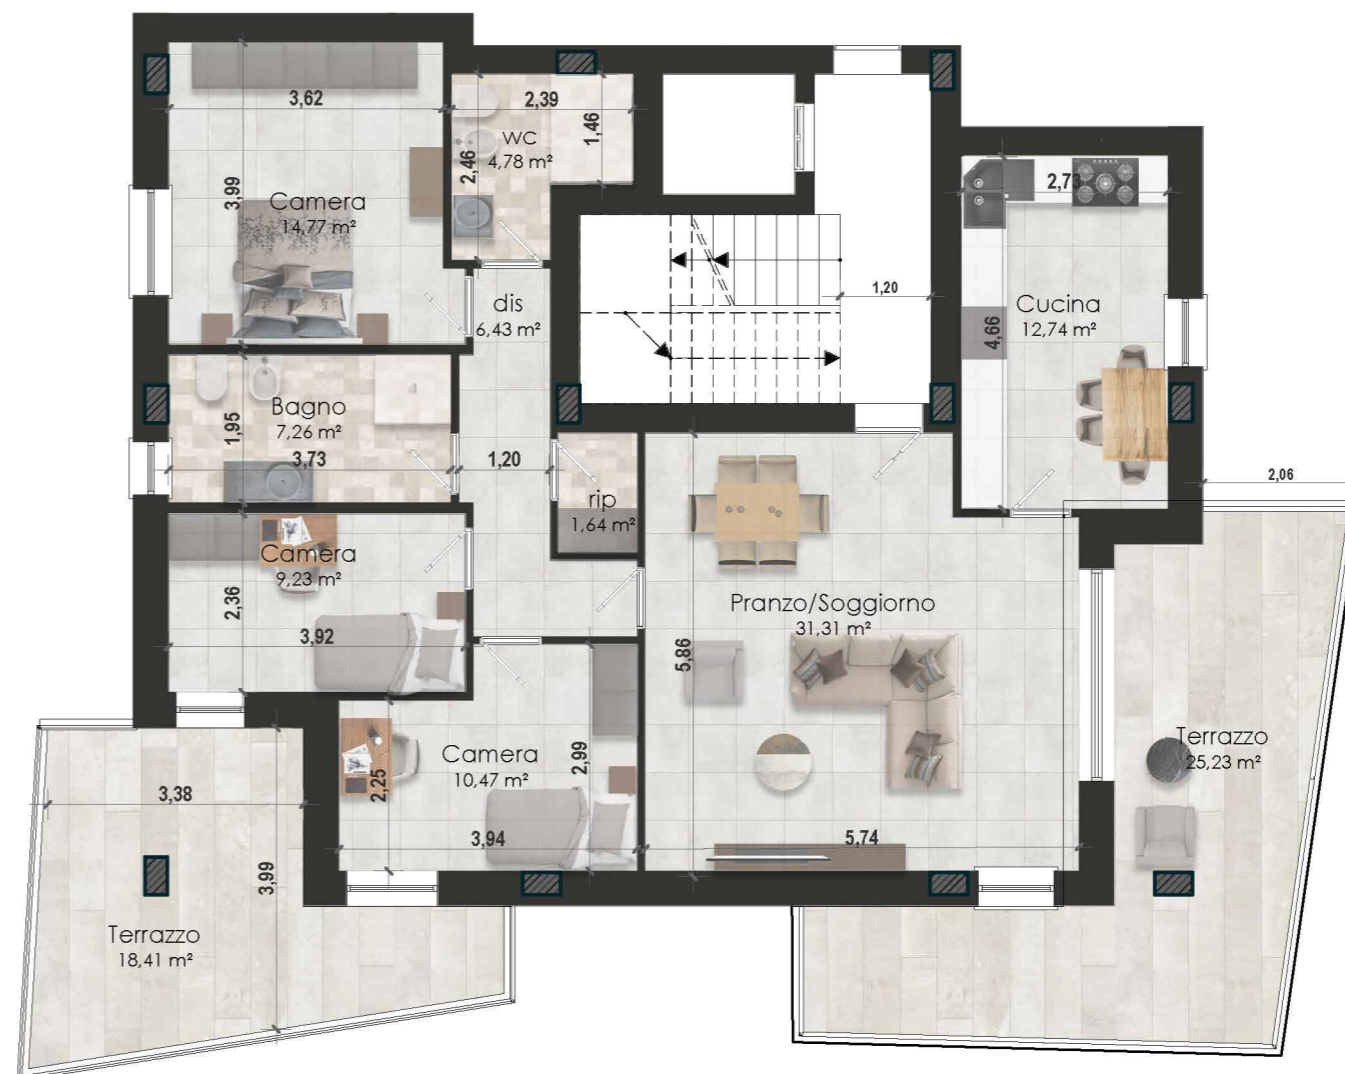 3,62
3,99
Camera
14,77 m²
2,39
1,46
2,46
WC
4,78 m²
2,73
4,66
Cucina
12,74 m²
dis
6,43 m²
1,20
Bagno
7,26 m²
1,95
3,73
1,20
rip
1,64 m²
2,06
Camera
9,23 m²
2,36
3,92
Pranzo/Soggiorno
31,31 m²
5,86
5,74
Camera
10,47 m²
2,25
2,99
3,94
Terrazzo
25,23 m²
3,38
3,99
Terrazzo
18,41 m²